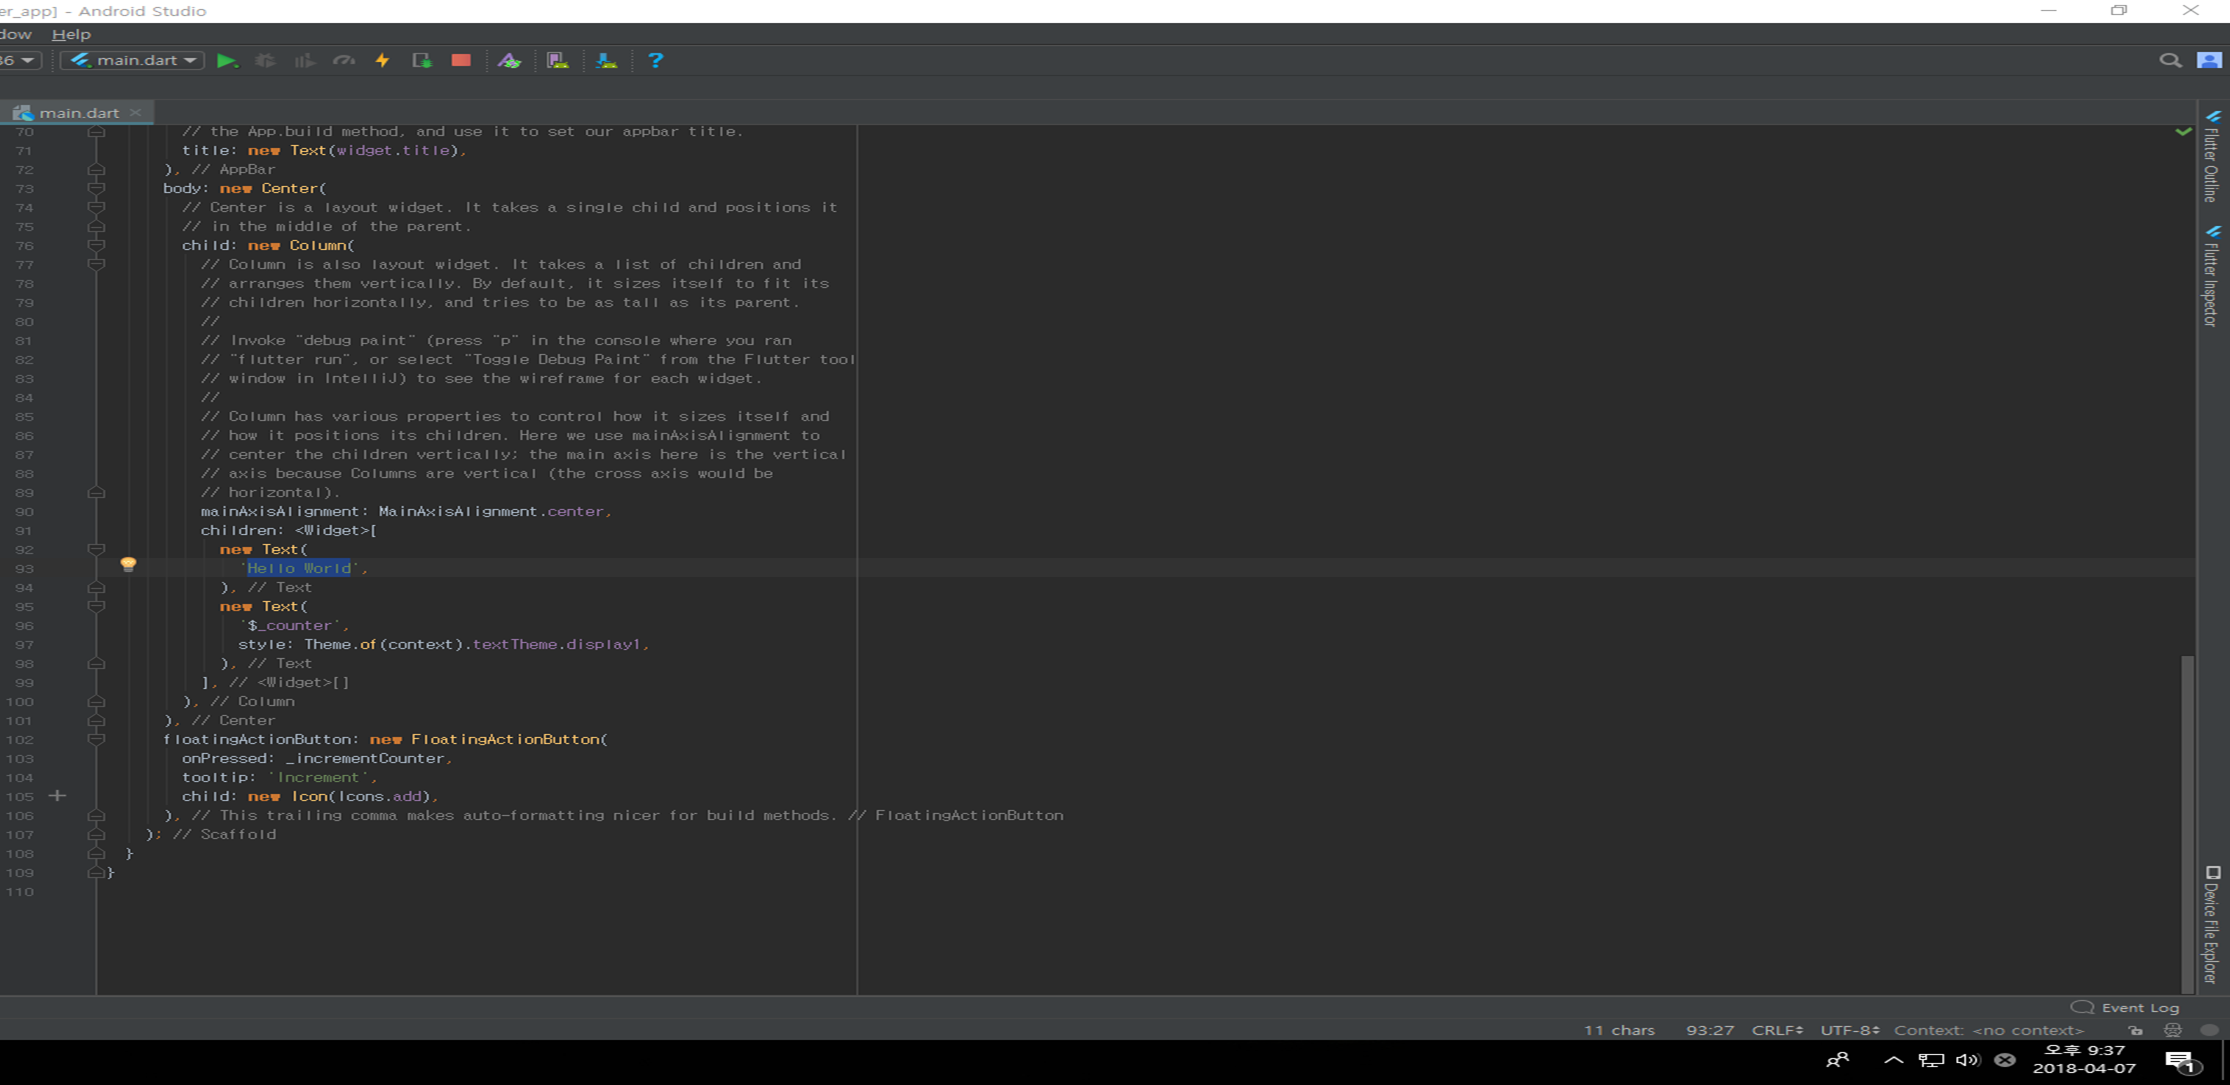 er_app] - Android Studio
dow Help
36 main.dart
main.dart
70 // the App.build method, and use it to set our appbar title.
71 title: new Text(widget.title),
72 ), // AppBar
73 body: new Center(
74 // Center is a layout widget. It takes a single child and positions it
75 // in the middle of the parent.
76 child: new Column(
77 // Column is also layout widget. It takes a list of children and
78 // arranges them vertically. By default, it sizes itself to fit its
79 // children horizontally, and tries to be as tall as its parent.
80 //
81 // Invoke "debug paint" (press "p" in the console where you ran
82 // "flutter run", or select "Toggle Debug Paint" from the Flutter tool
83 // window in IntelliJ) to see the wireframe for each widget.
84 //
85 // Column has various properties to control how it sizes itself and
86 // how it positions its children. Here we use mainAxisAlignment to
87 // center the children vertically; the main axis here is the vertical
88 // axis because Columns are vertical (the cross axis would be
89 // horizontal).
90 mainAxisAlignment: MainAxisAlignment.center,
91 children: <Widget>[
92 new Text(
93 'Hello World',
94 ), // Text
95 new Text(
96 '$_counter',
97 style: Theme.of(context).textTheme.display1,
98 ), // Text
99 ], // <Widget>[]
100 ), // Column
101 ), // Center
102 floatingActionButton: new FloatingActionButton(
103 onPressed: _incrementCounter,
104 tooltip: 'Increment',
105 child: new Icon(Icons.add),
106 ), // This trailing comma makes auto-formatting nicer for build methods. // FloatingActionButton
107 ); // Scaffold
108 }
109 }
110
Flutter Outline
Flutter Inspector
Device File Explorer
Event Log
11 chars 93:27 CRLF UTF-8 Context: <no context>
오후 9:37
2018-04-07
1